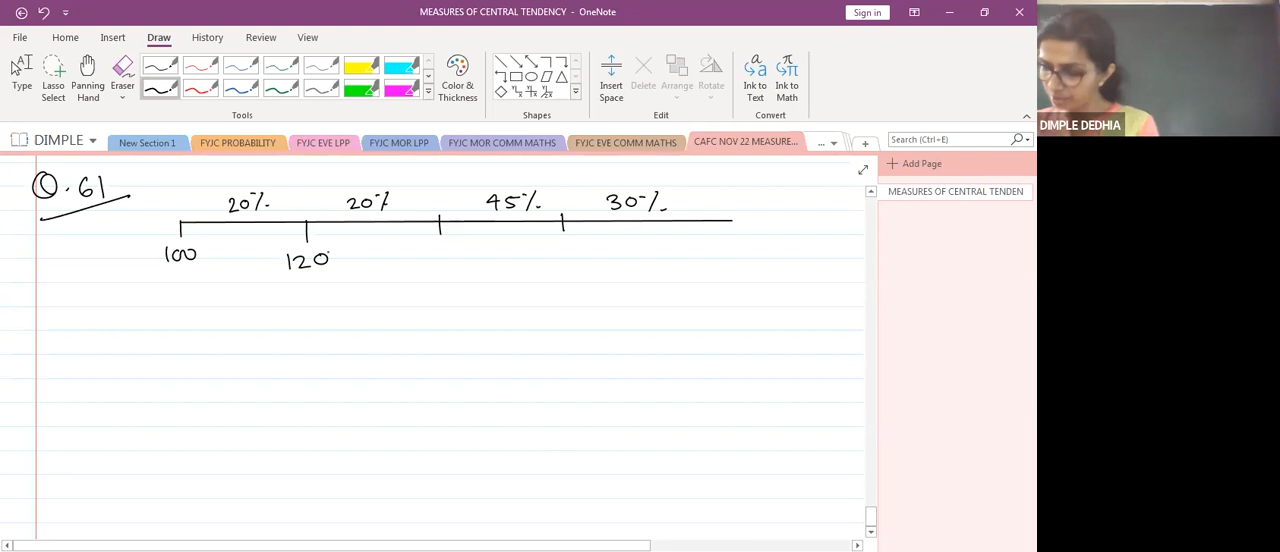 MEASURES OF CENTRAL TENDENCY - OneNote
Sign in
File Home Insert Draw History Review View
Type
Lasso Select
Panning Hand
Eraser
Color & Thickness
Insert Space
Delete
Arrange
Rotate
Ink to Text
Ink to Math
Tools
Shapes
Edit
Convert
DIMPLE
New Section 1
FYJC PROBABILITY
FYJC EVE LPP
FYJC MOR LPP
FYJC MOR COMM MATHS
FYJC EVE COMM MATHS
CAFC NOV 22 MEASURE...
Search (Ctrl+E)
Add Page
MEASURES OF CENTRAL TENDEN
DIMPLE DEDHIA
Q. 61
20% 20% 45% 30%
100 120